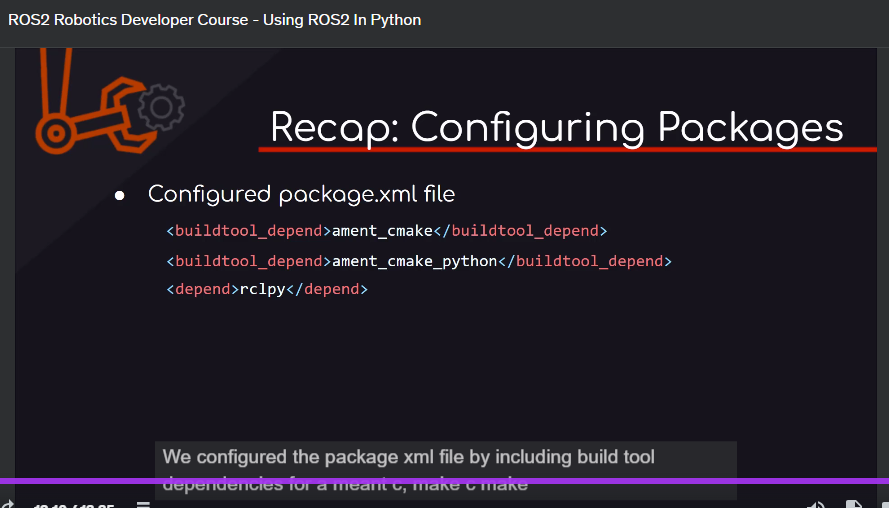 ROS2 Robotics Developer Course - Using ROS2 In Python
Recap: Configuring Packages
● Configured package.xml file
<buildtool_depend>ament_cmake</buildtool_depend>
<buildtool_depend>ament_cmake_python</buildtool_depend>
<depend>rclpy</depend>
We configured the package xml file by including build tool
dependencies for a meant c, make c make